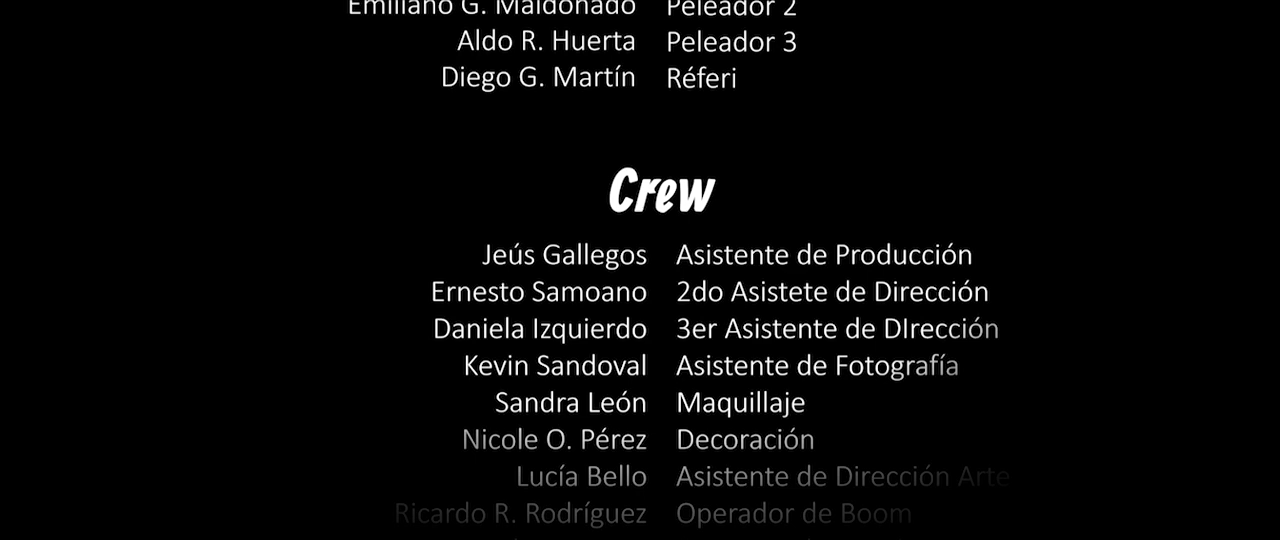 Emiliano G. Maldonado Peleador 2
Aldo R. Huerta Peleador 3
Diego G. Martín Réferi
Crew
Jeús Gallegos Asistente de Producción
Ernesto Samoano 2do Asistete de Dirección
Daniela Izquierdo 3er Asistente de DIrección
Kevin Sandoval Asistente de Fotografía
Sandra León Maquillaje
Nicole O. Pérez Decoración
Lucía Bello Asistente de Dirección Arte
Ricardo R. Rodríguez Operador de Boom